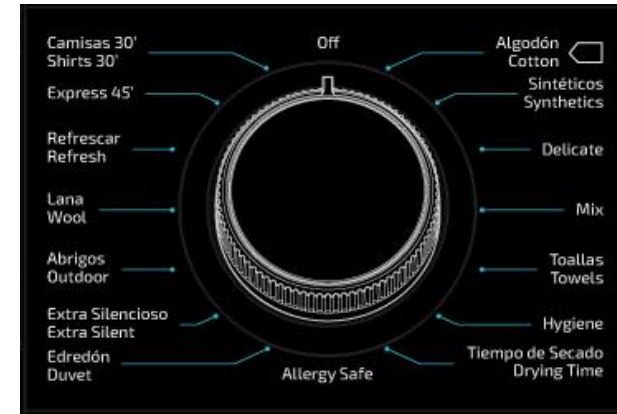 Off
Camisas 30'
Shirts 30'
Express 45'
Refrescar
Refresh
Lana
Wool
Abrigos
Outdoor
Extra Silencioso
Extra Silent
Edredón
Duvet
Allergy Safe
Algodón
Cotton
Sintéticos
Synthetics
Delicate
Mix
Toallas
Towels
Hygiene
Tiempo de Secado
Drying Time